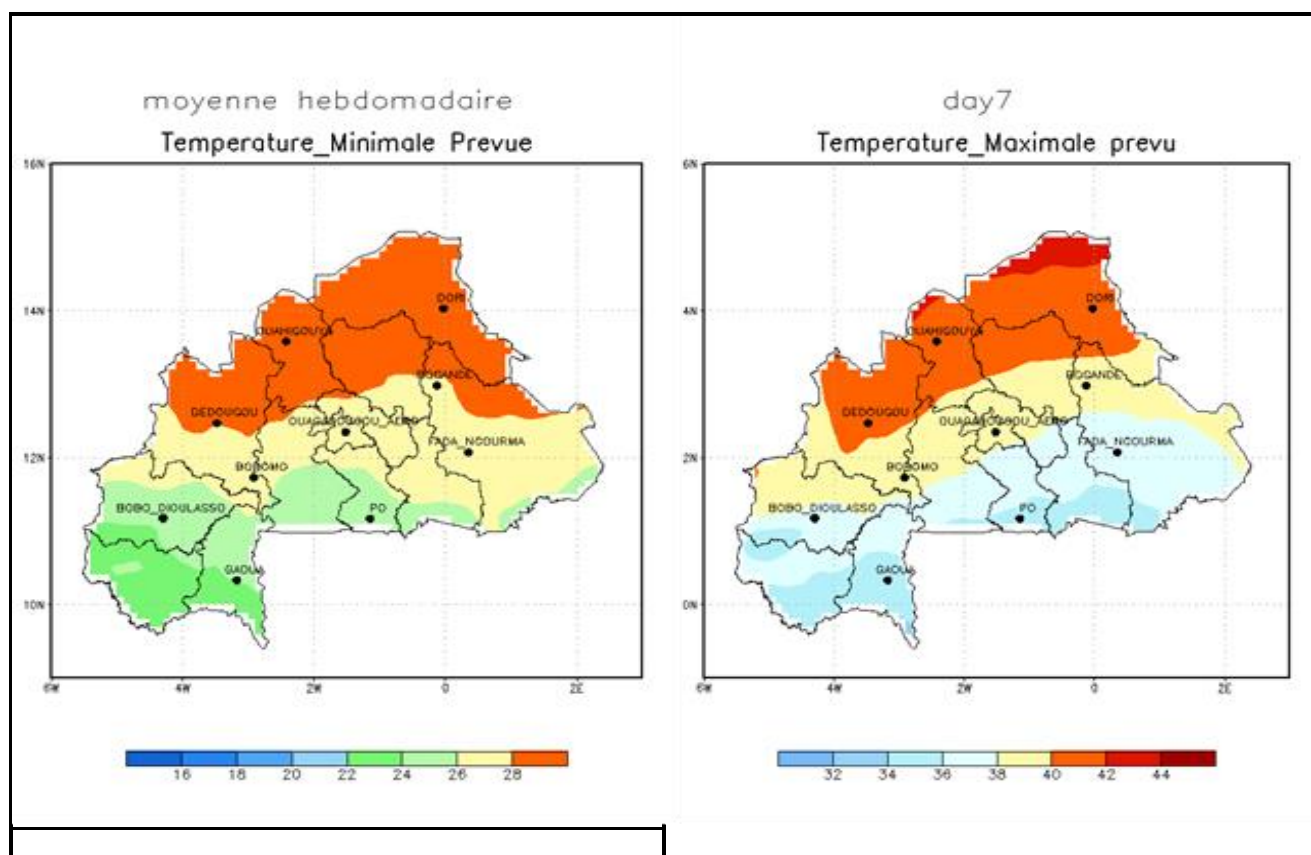 moyenne hebdomadaire
Temperature_Minimale Prevue
16N
14N
12N
10N
6W 4W 2W 0 2E
DORI
OUAHIGOUYA
BOGANDE
DEDOUGOU
OUAGADOUGOU_AERO
FADA_NGOURMA
BOROMO
BOBO_DIOULASSO
PO
GAOUA
16 18 20 22 24 26 28
day7
Temperature_Maximale prevu
6N
4N
2N
0N
6W 4W 2W 0 2E
DORI
OUAHIGOUYA
BOGANDE
DEDOUGOU
OUAGADOUGOU_AERO
FADA_NGOURMA
BOROMO
BOBO_DIOULASSO
PO
GAOUA
32 34 36 38 40 42 44